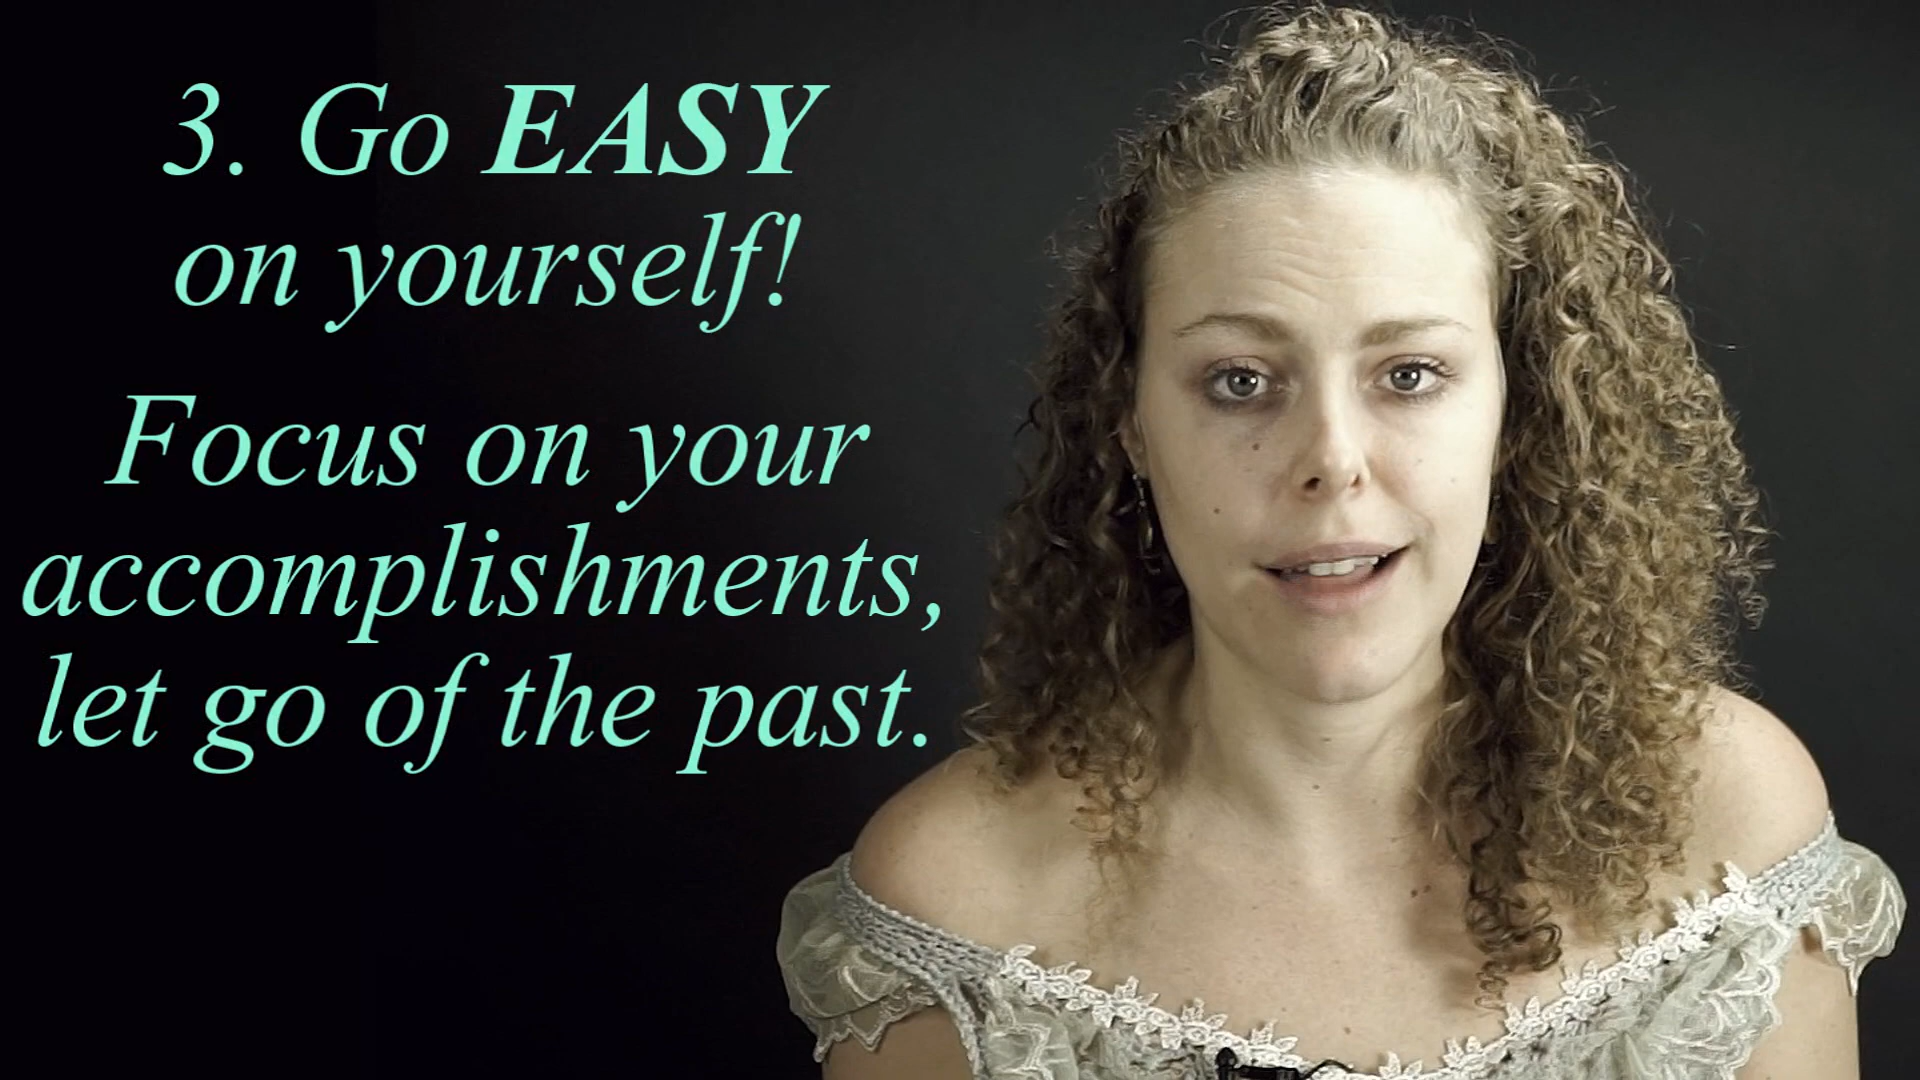 3. Go EASY
on yourself!
Focus on your
accomplishments,
let go of the past.